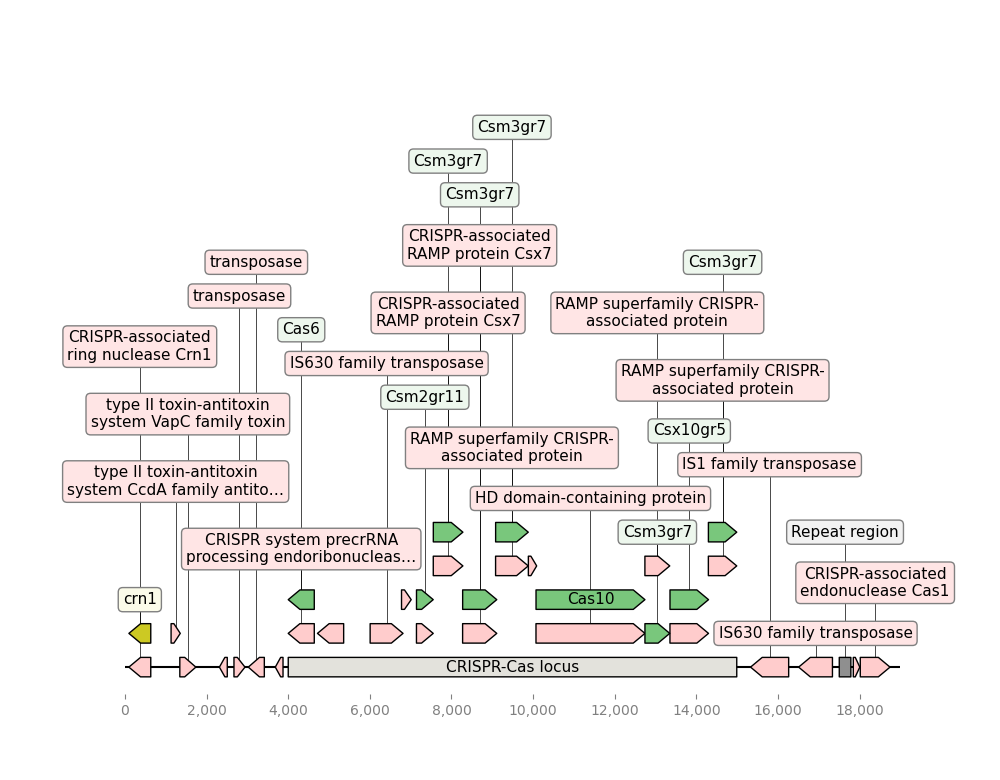 Csm3gr7
Csm3gr7
Csm3gr7
CRISPR-associated
RAMP protein Csx7
transposase
Csm3gr7
transposase
CRISPR-associated
RAMP protein Csx7
RAMP superfamily CRISPR-
associated protein
Cas6
CRISPR-associated
ring nuclease Crn1
IS630 family transposase
RAMP superfamily CRISPR-
associated protein
Csm2gr11
type II toxin-antitoxin
system VapC family toxin
Csx10gr5
RAMP superfamily CRISPR-
associated protein
IS1 family transposase
type II toxin-antitoxin
system CcdA family antito...
HD domain-containing protein
Csm3gr7
Repeat region
CRISPR system precrRNA
processing endoribonucleas...
CRISPR-associated
endonuclease Cas1
crn1
Cas10
IS630 family transposase
CRISPR-Cas locus
0
2,000
4,000
6,000
8,000
10,000
12,000
14,000
16,000
18,000